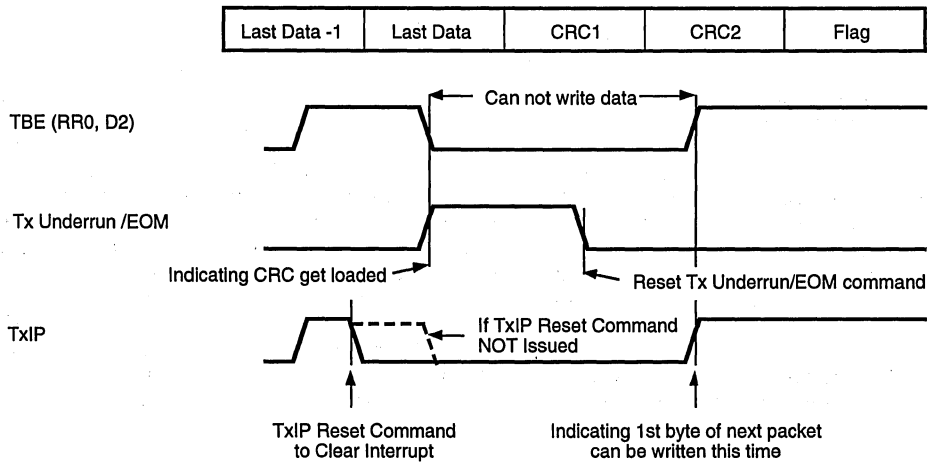 Last Data -1 Last Data CRC1 CRC2 Flag
Can not write data
TBE (RR0, D2)
Tx Underrun /EOM
Indicating CRC get loaded
Reset Tx Underrun/EOM command
TxIP
If TxIP Reset Command
NOT Issued
TxIP Reset Command
to Clear Interrupt
Indicating 1st byte of next packet
can be written this time